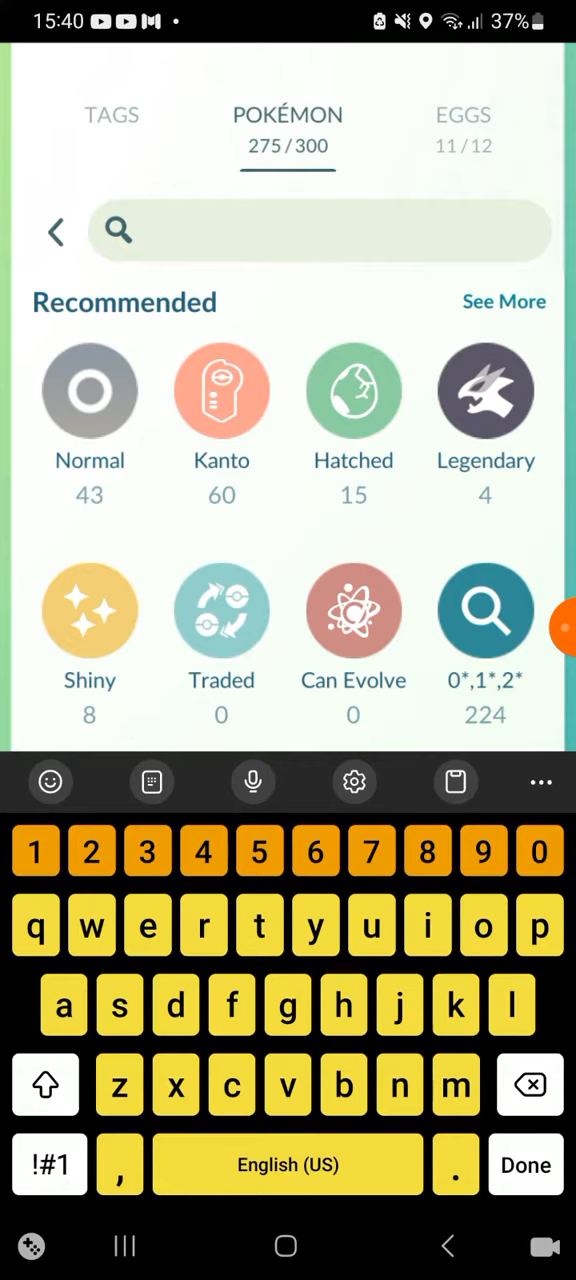 15:40 37%
TAGS POKÉMON EGGS
275/300 11/12
Recommended See More
Normal Kanto Hatched Legendary
43 60 15 4
Shiny Traded Can Evolve 0*,1*,2*
8 0 0 224
1 2 3 4 5 6 7 8 9 0
q w e r t y u i o p
a s d f g h j k l
z x c v b n m
!#1 , English (US) . Done